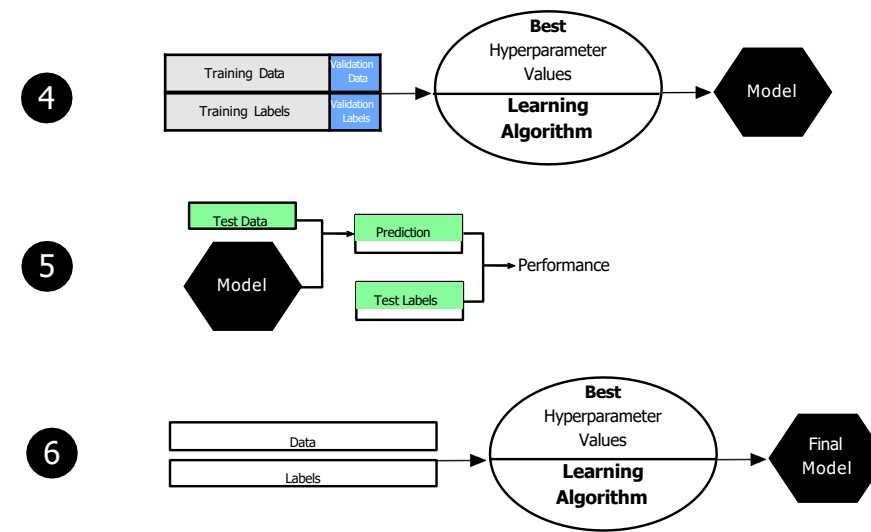 4
Training Data
Validation
Data
Training Labels
Validation
Labels
Best
Hyperparameter
Values
Learning
Algorithm
Model
5
Test Data
Model
Prediction
Test Labels
Performance
6
Data
Labels
Best
Hyperparameter
Values
Learning
Algorithm
Final
Model